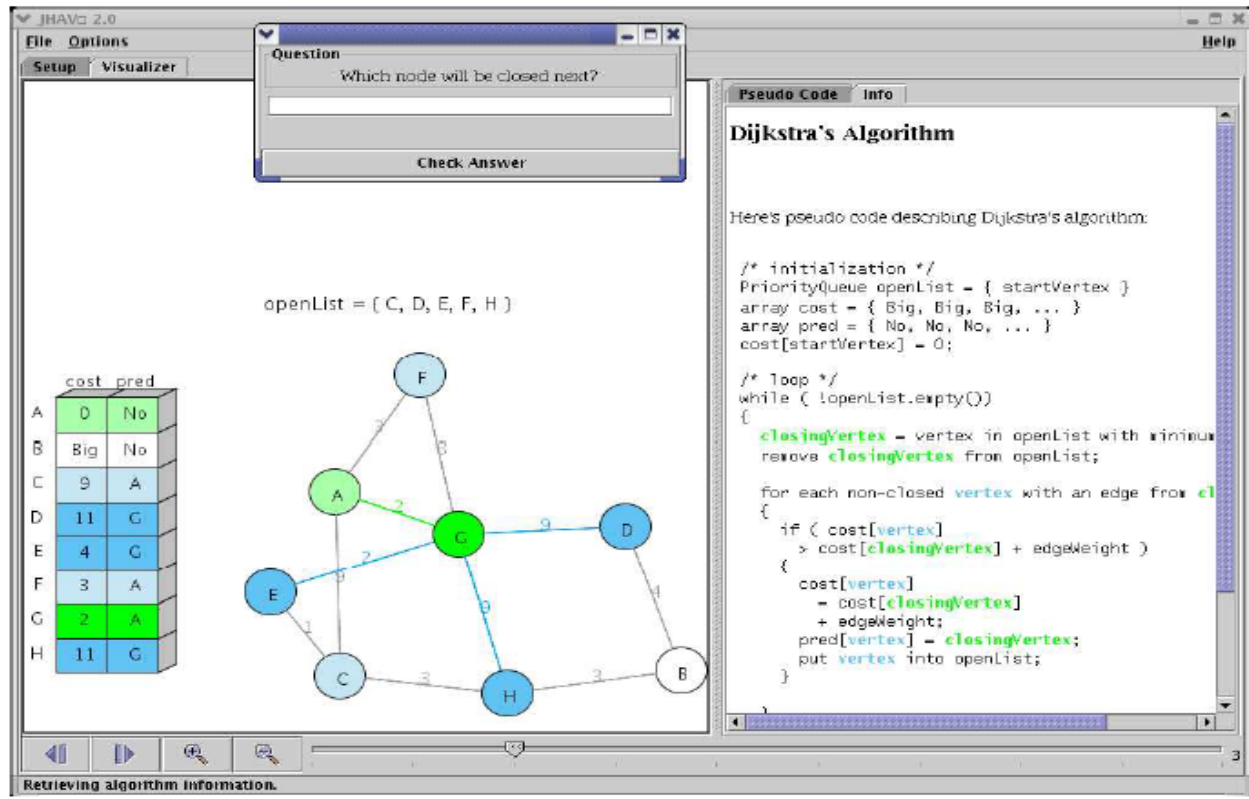 JHAVÉ 2.0
File Options
Help
Setup Visualizer
Question
Which node will be closed next?
Check Answer
Pseudo Code Info
Dijkstra's Algorithm
Here's pseudo code describing Dijkstra's algorithm:
/* initialization */
PriorityQueue openList = { startVertex }
array cost = { Big, Big, Big, ... }
array pred = { No, No, No, ... }
cost[startVertex] = 0;
/* loop */
while ( !openList.empty())
{
closingVertex = vertex in openList with minimum
remove closingVertex from openList;
for each non-closed vertex with an edge from cl
{
if ( cost[vertex]
> cost[closingVertex] + edgeWeight )
{
cost[vertex]
= cost[closingVertex]
+ edgeWeight;
pred[vertex] = closingVertex;
put vertex into openList;
}
}
openList = { C, D, E, F, H }
cost pred
A 0 No
B Big No
C 9 A
D 11 G
E 4 G
F 3 A
G 2 A
H 11 G
F
3
8
A
2
G
9
D
2
9
E
9
4
1
C
3
H
3
B
3
Retrieving algorithm information.